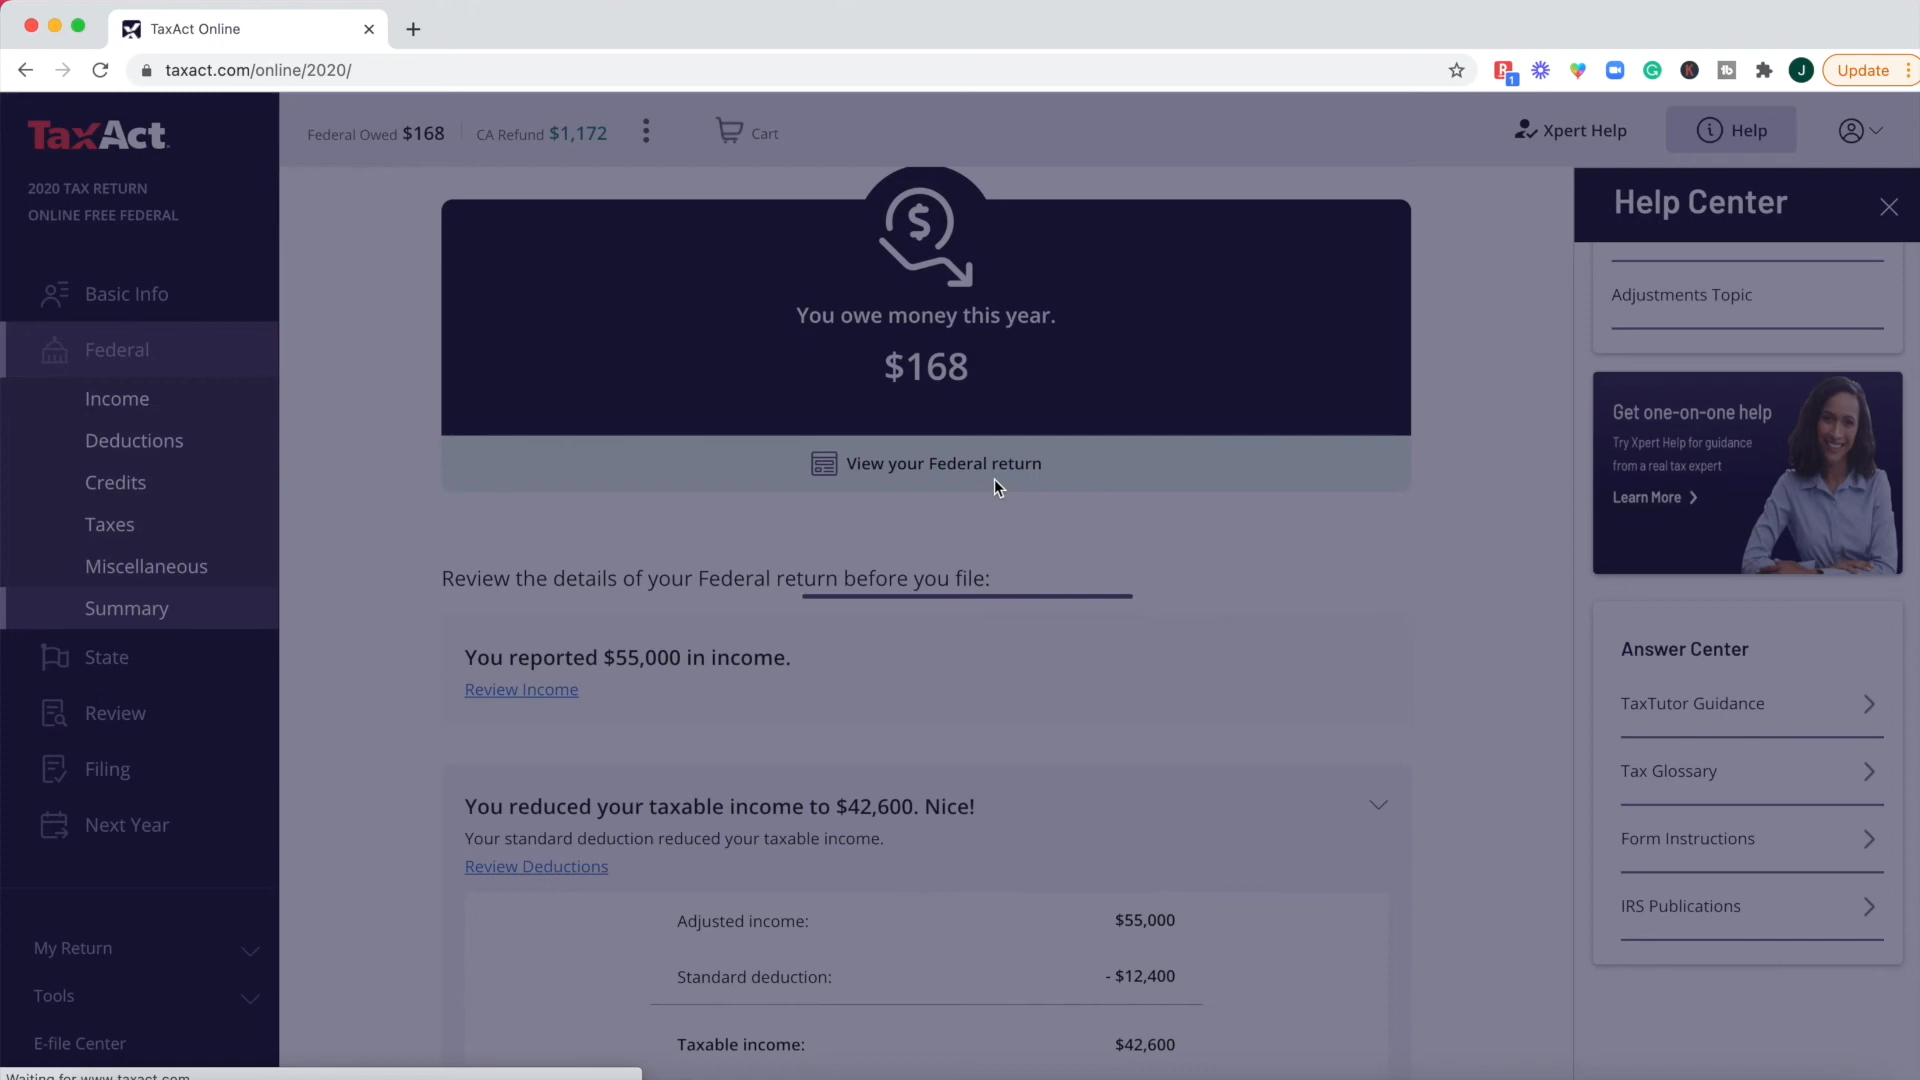 TaxAct Online
taxact.com/online/2020/
1
J
Update
TaxAct.
2020 TAX RETURN
ONLINE FREE FEDERAL
Federal Owed $168
CA Refund $1,172
Cart
Xpert Help
Help
Basic Info
Federal
Income
Deductions
Credits
Taxes
Miscellaneous
Summary
State
Review
Filing
Next Year
My Return
Tools
E-file Center
You owe money this year.
$168
View your Federal return
Review the details of your Federal return before you file:
You reported $55,000 in income.
Review Income
You reduced your taxable income to $42,600. Nice!
Your standard deduction reduced your taxable income.
Review Deductions
Adjusted income: $55,000
Standard deduction: - $12,400
Taxable income: $42,600
Help Center
Adjustments Topic
Get one-on-one help
Try Xpert Help for guidance
from a real tax expert
Learn More
Answer Center
TaxTutor Guidance
Tax Glossary
Form Instructions
IRS Publications
Waiting for www.taxact.com